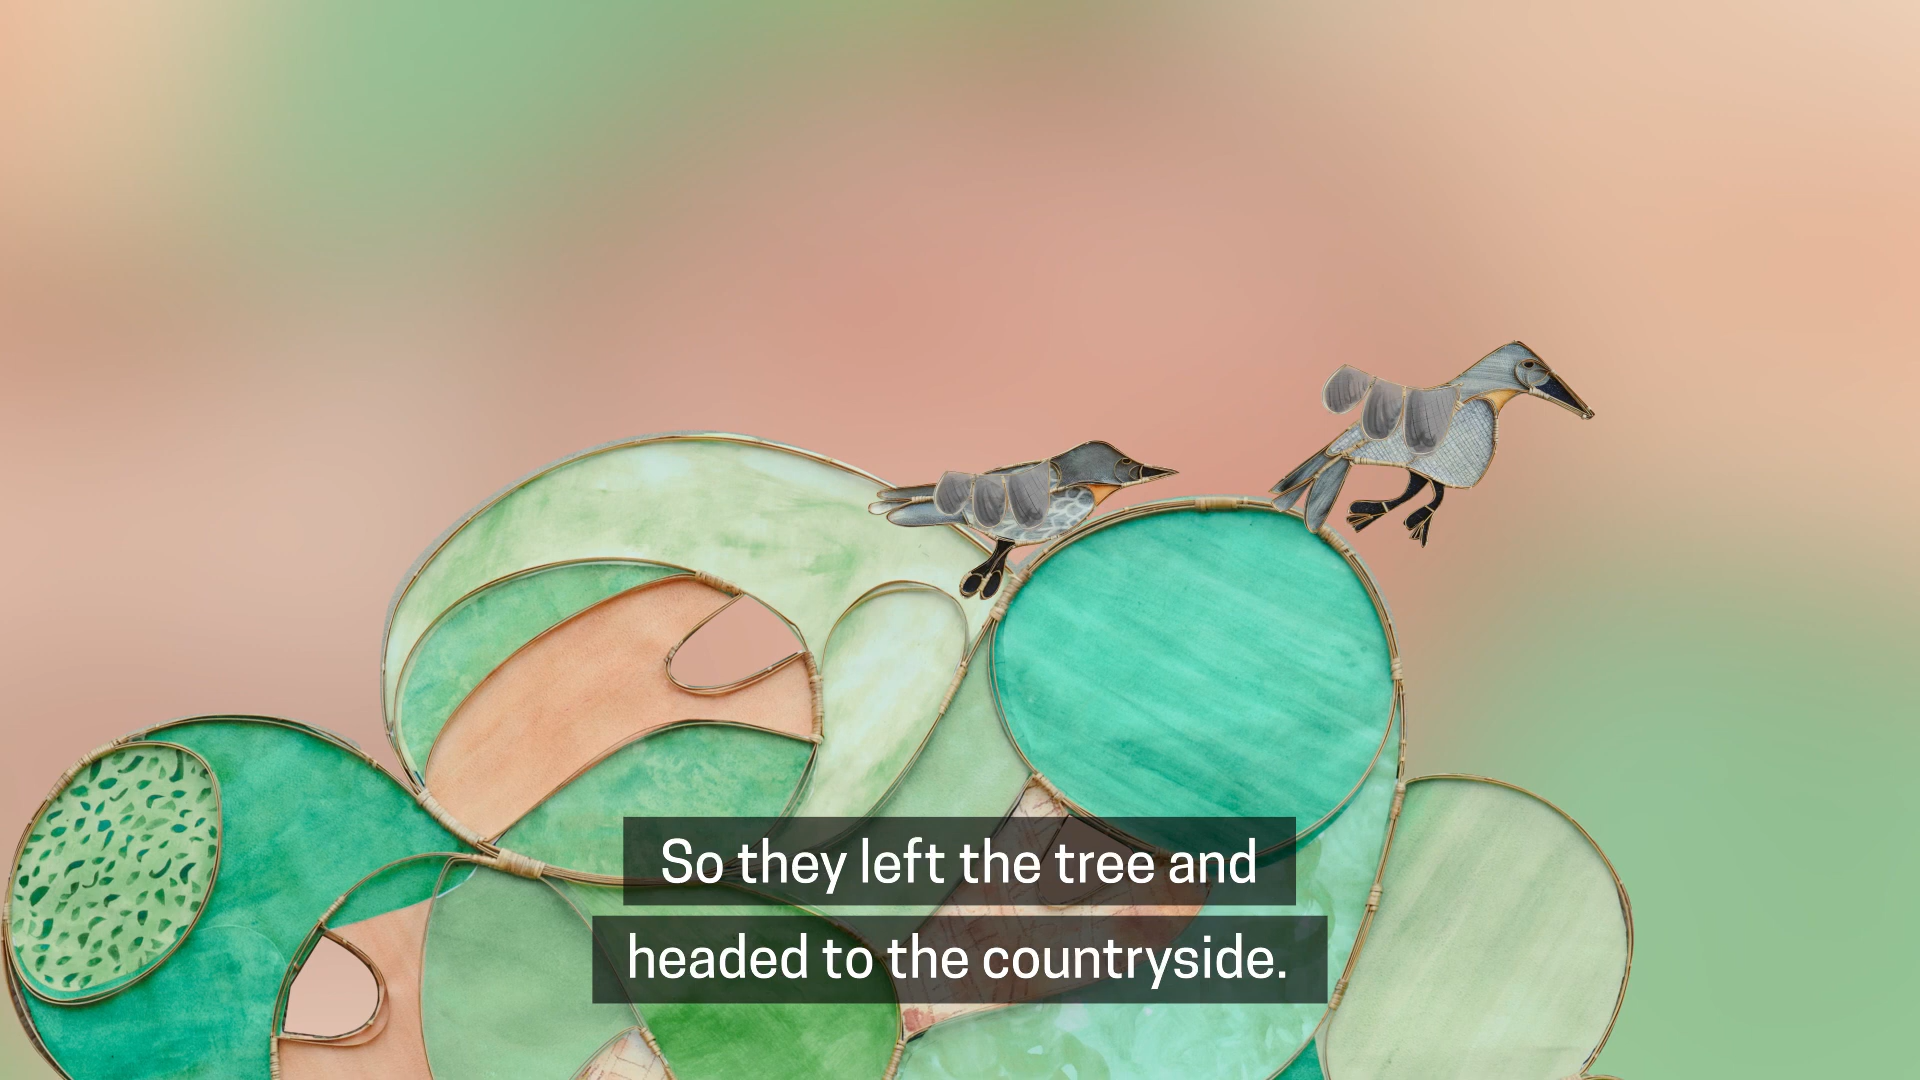 So they left the tree and
headed to the countryside.